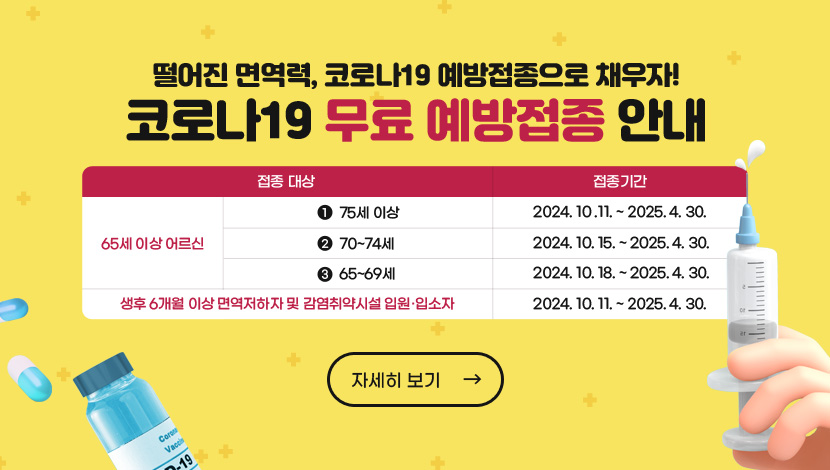 떨어진 면역력, 코로나19 예방접종으로 채우자!
코로나19 무료 예방접종 안내
접종 대상 접종기간
65세 이상 어르신
❶ 75세 이상 2024. 10 .11. ~ 2025. 4. 30.
❷ 70~74세 2024. 10. 15. ~ 2025. 4. 30.
❸ 65~69세 2024. 10. 18. ~ 2025. 4. 30.
생후 6개월 이상 면역저하자 및 감염취약시설 입원·입소자 2024. 10. 11. ~ 2025. 4. 30.
자세히 보기 →